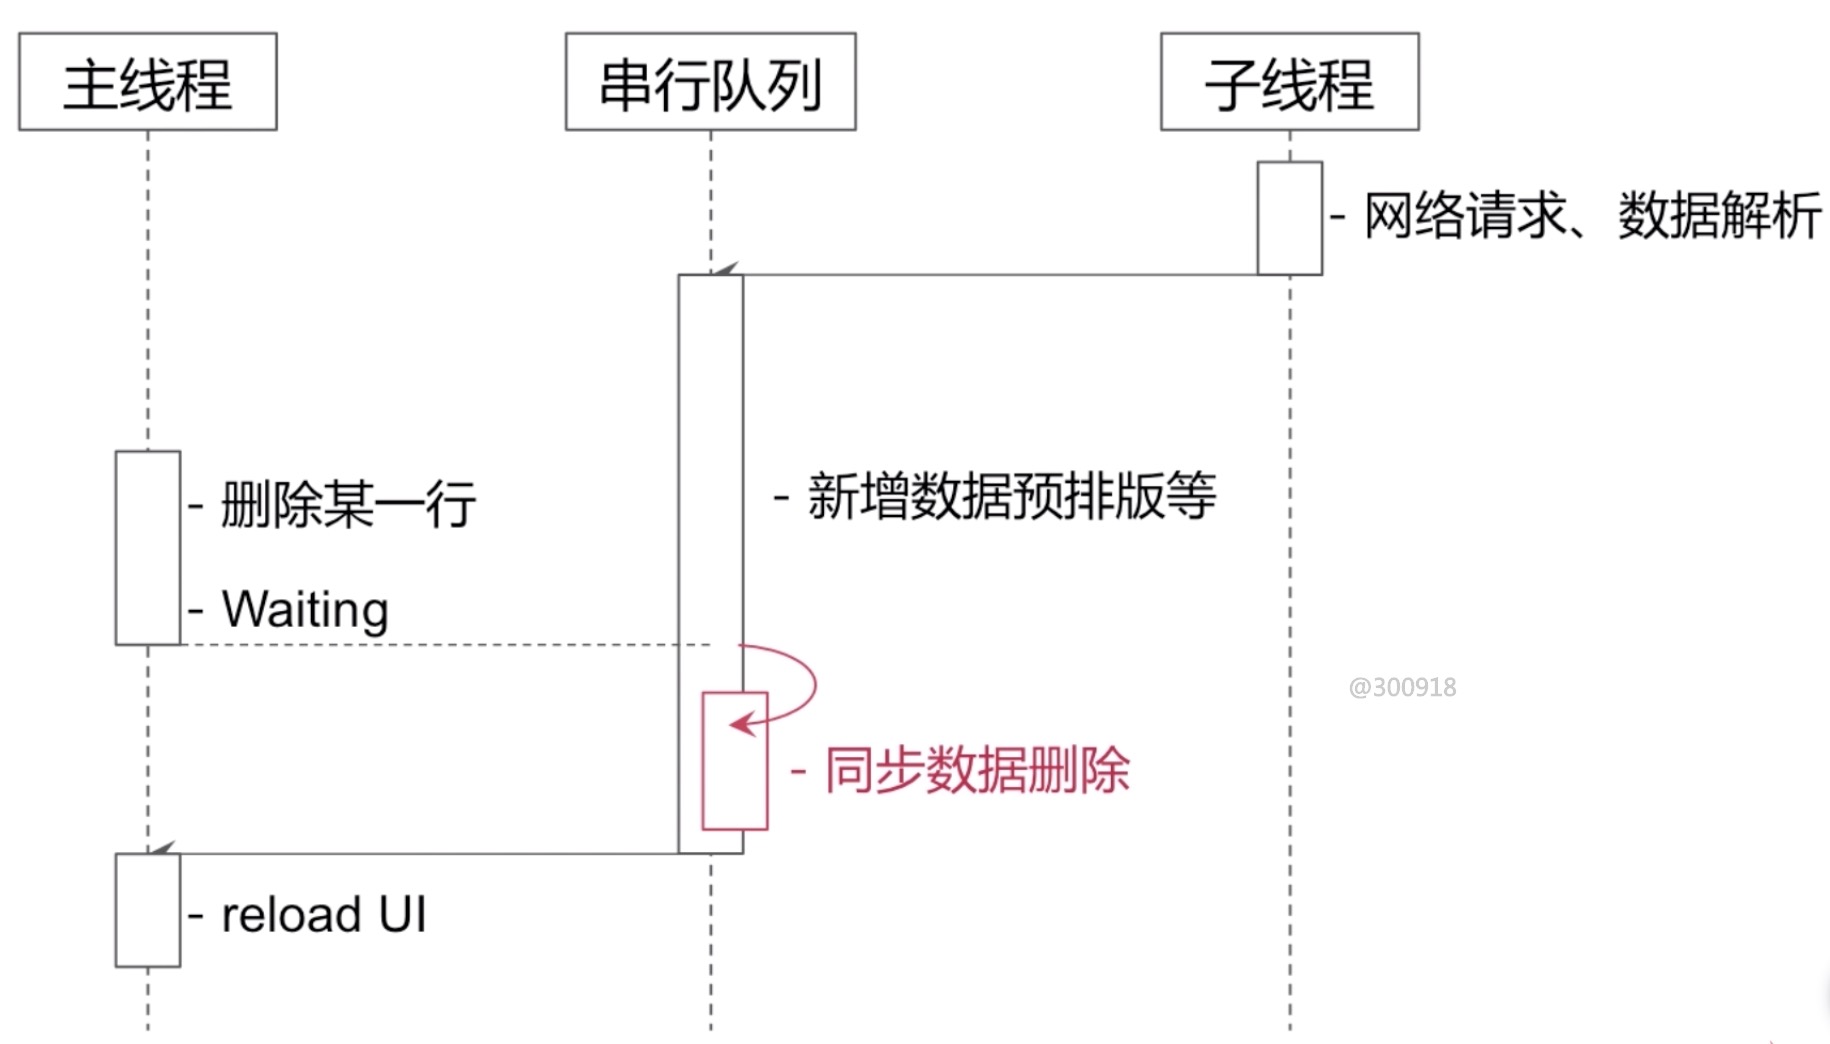 主线程
串行队列
子线程
- 网络请求、数据解析
- 删除某一行
- 新增数据预排版等
- Waiting
@300918
- 同步数据删除
- reload UI